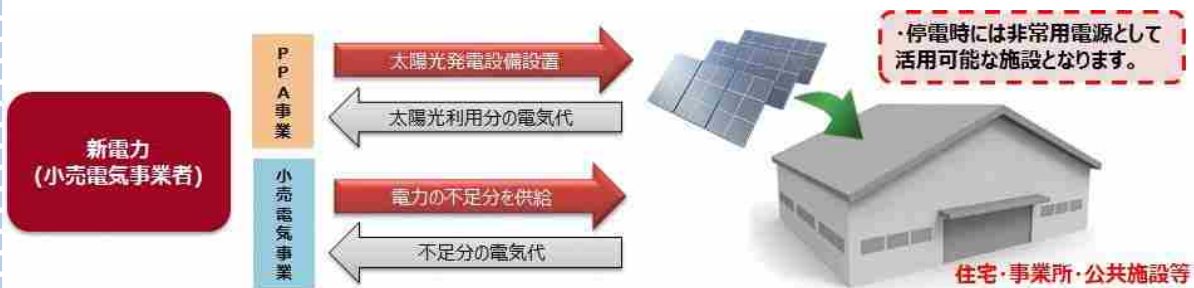 新電力
(小売電気事業者)
PPA事業
太陽光発電設備設置
太陽光利用分の電気代
小売電気事業
電力の不足分を供給
不足分の電気代
・停電時には非常用電源として
活用可能な施設となります。
住宅・事業所・公共施設等